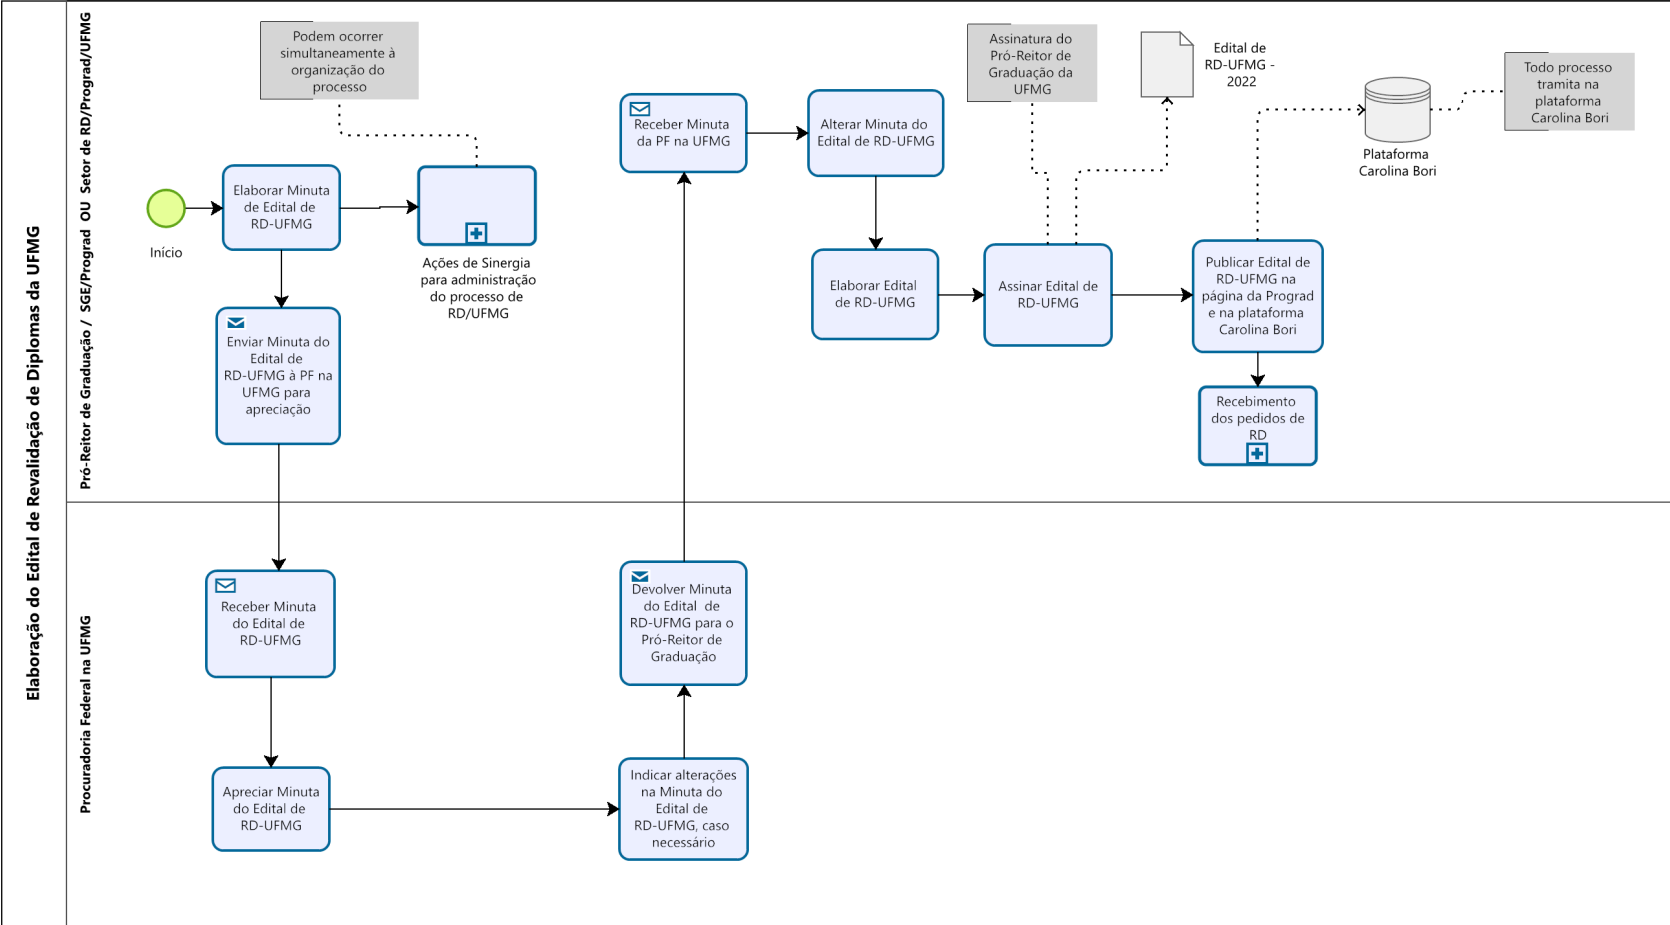 Elaboração do Edital de Revalidação de Diplomas da UFMG
Pró-Reitor de Graduação / SGE/Prograd OU Setor de RD/Prograd/UFMG
Podem ocorrer
simultaneamente à
organização do
processo
Início
Elaborar Minuta
de Edital de
RD-UFMG
Ações de Sinergia
para administração
do processo de
RD/UFMG
Enviar Minuta do
Edital de
RD-UFMG à PF na
UFMG para
apreciação
Receber Minuta
da PF na UFMG
Alterar Minuta do
Edital de RD-UFMG
Elaborar Edital
de RD-UFMG
Assinatura do
Pró-Reitor de
Graduação da
UFMG
Assinar Edital de
RD-UFMG
Edital de
RD-UFMG -
2022
Publicar Edital de
RD-UFMG na
página da Prograd
e na plataforma
Carolina Bori
Plataforma
Carolina Bori
Todo processo
tramita na
plataforma
Carolina Bori
Recebimento
dos pedidos de
RD
Procuradoria Federal na UFMG
Receber Minuta
do Edital de
RD-UFMG
Apreciar Minuta
do Edital de
RD-UFMG
Indicar alterações
na Minuta do
Edital de
RD-UFMG, caso
necessário
Devolver Minuta
do Edital de
RD-UFMG para o
Pró-Reitor de
Graduação